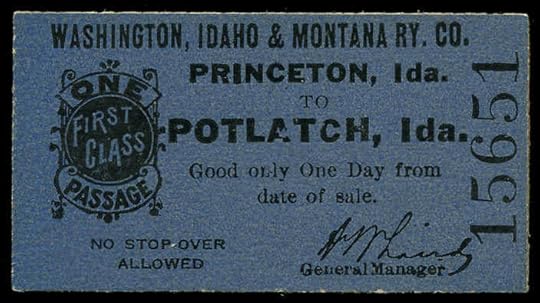 WASHINGTON, IDAHO & MONTANA RY. CO.
PRINCETON, Ida.
TO
POTLATCH, Ida.
Good only One Day from
date of sale.
ONE
FIRST
CLASS
PASSAGE
NO STOP-OVER
ALLOWED
General Manager
15651